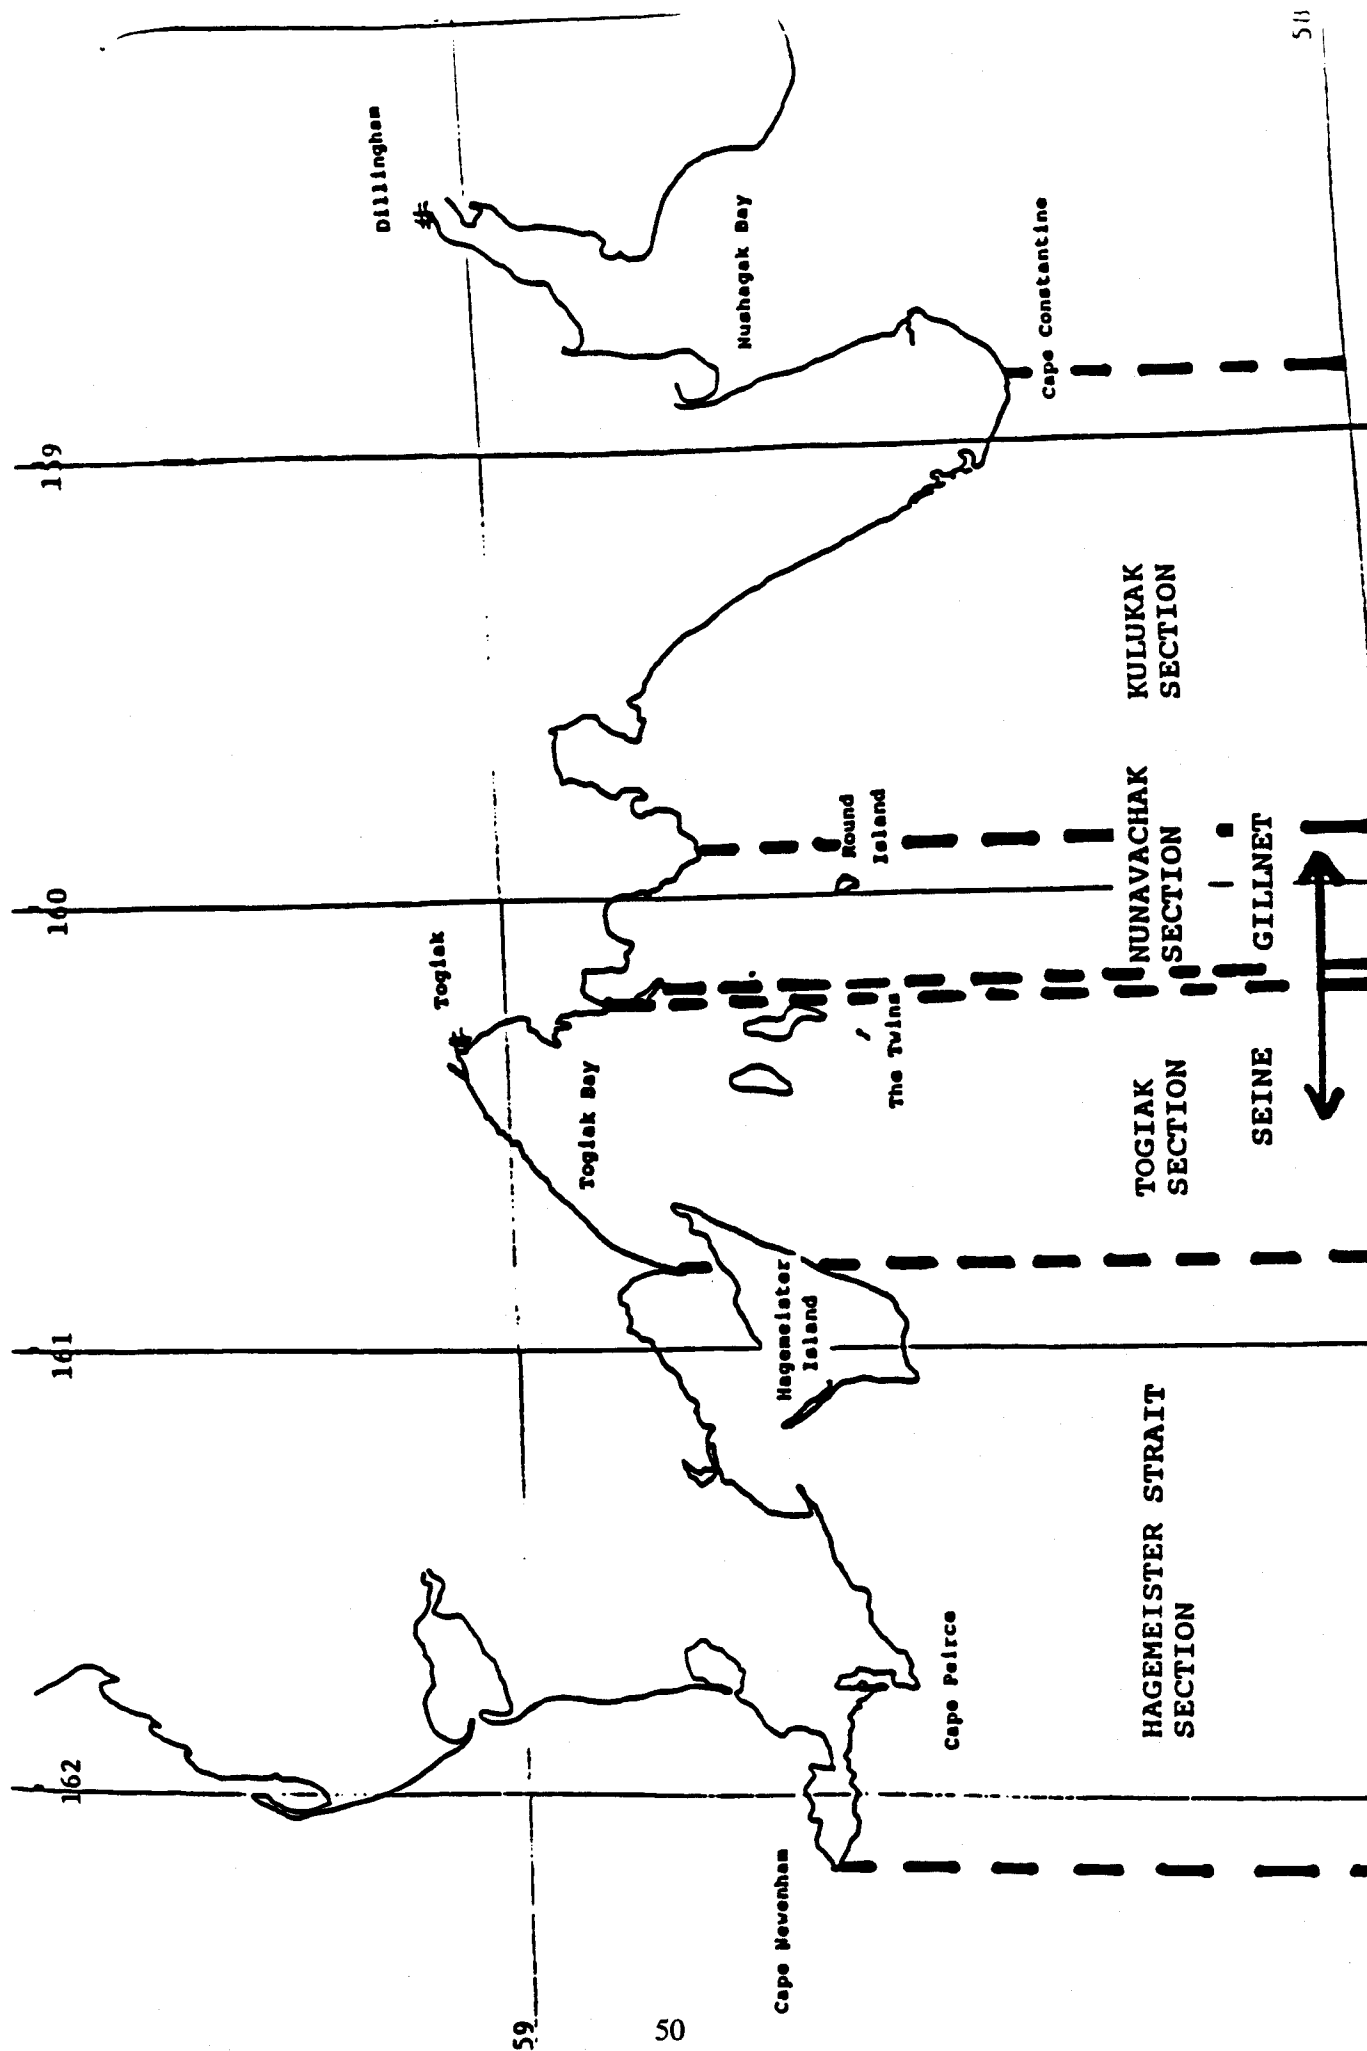 162
161
160
159
Dillingham
59
Togiak
Togiak Bay
Nushagak Bay
Cape Newenham
Hagemeister
Island
The Twins
Round
Island
Cape Peirce
Cape Constantine
HAGEMEISTER STRAIT
SECTION
TOGIAK
SECTION
NUNAVACHAK
SECTION
KULUKAK
SECTION
SEINE
GILLNET
58
50